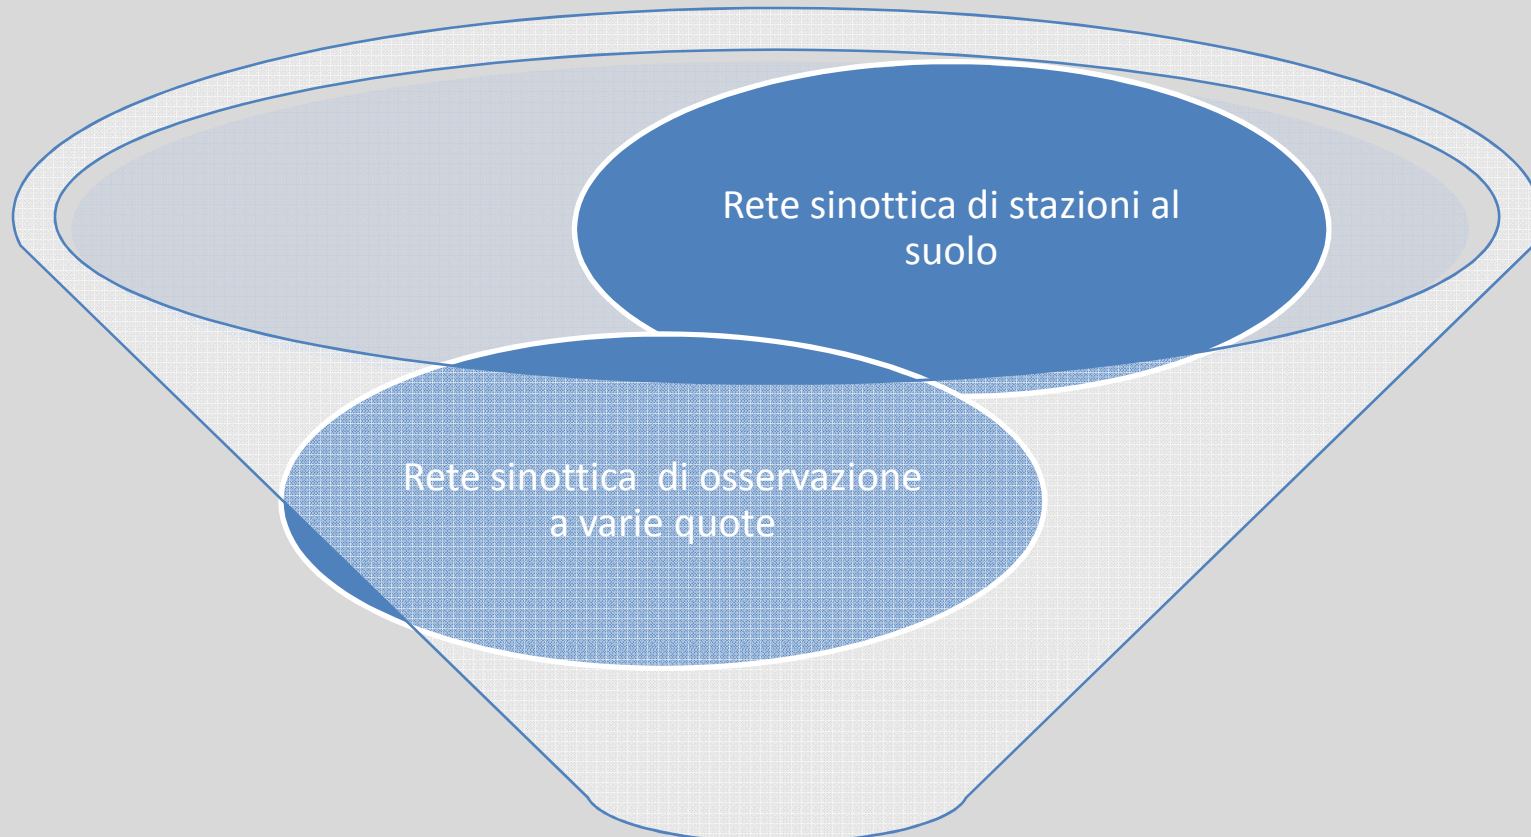 Rete sinottica di stazioni al
suolo
Rete sinottica  di osservazione
a varie quote